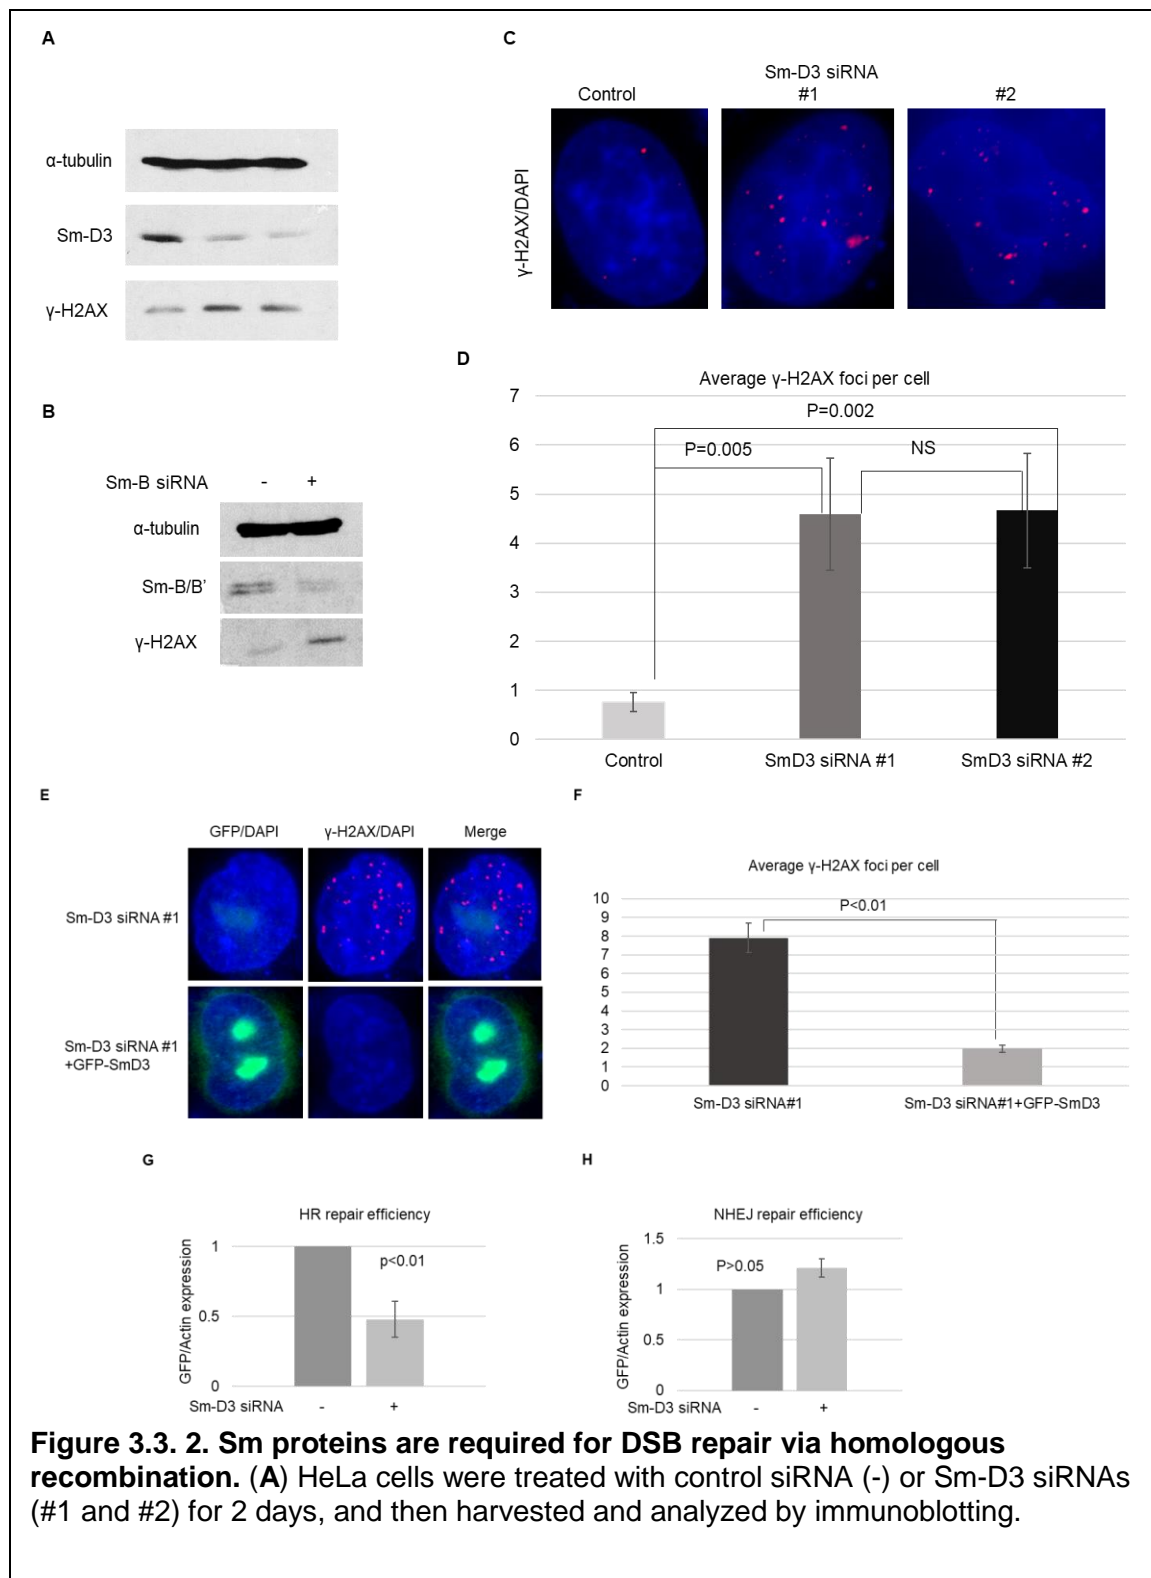 A
α-tubulin
Sm-D3
γ-H2AX
B
Sm-B siRNA - +
α-tubulin
Sm-B/B’
γ-H2AX
C
Sm-D3 siRNA
Control #1 #2
γ-H2AX/DAPI
D
Average γ-H2AX foci per cell
7
6
5
4
3
2
1
0
P=0.002
P=0.005
NS
Control SmD3 siRNA #1 SmD3 siRNA #2
E
GFP/DAPI γ-H2AX/DAPI Merge
Sm-D3 siRNA #1
Sm-D3 siRNA #1
+GFP-SmD3
F
Average γ-H2AX foci per cell
10
9
8
7
6
5
4
3
2
1
0
P<0.01
Sm-D3 siRNA#1 Sm-D3 siRNA#1+GFP-SmD3
G
HR repair efficiency
GFP/Actin expression
1
0.5
0
p<0.01
Sm-D3 siRNA - +
H
NHEJ repair efficiency
GFP/Actin expression
1.5
1
0.5
0
P>0.05
Sm-D3 siRNA - +
Figure 3.3. 2. Sm proteins are required for DSB repair via homologous
recombination. (A) HeLa cells were treated with control siRNA (-) or Sm-D3 siRNAs
(#1 and #2) for 2 days, and then harvested and analyzed by immunoblotting.